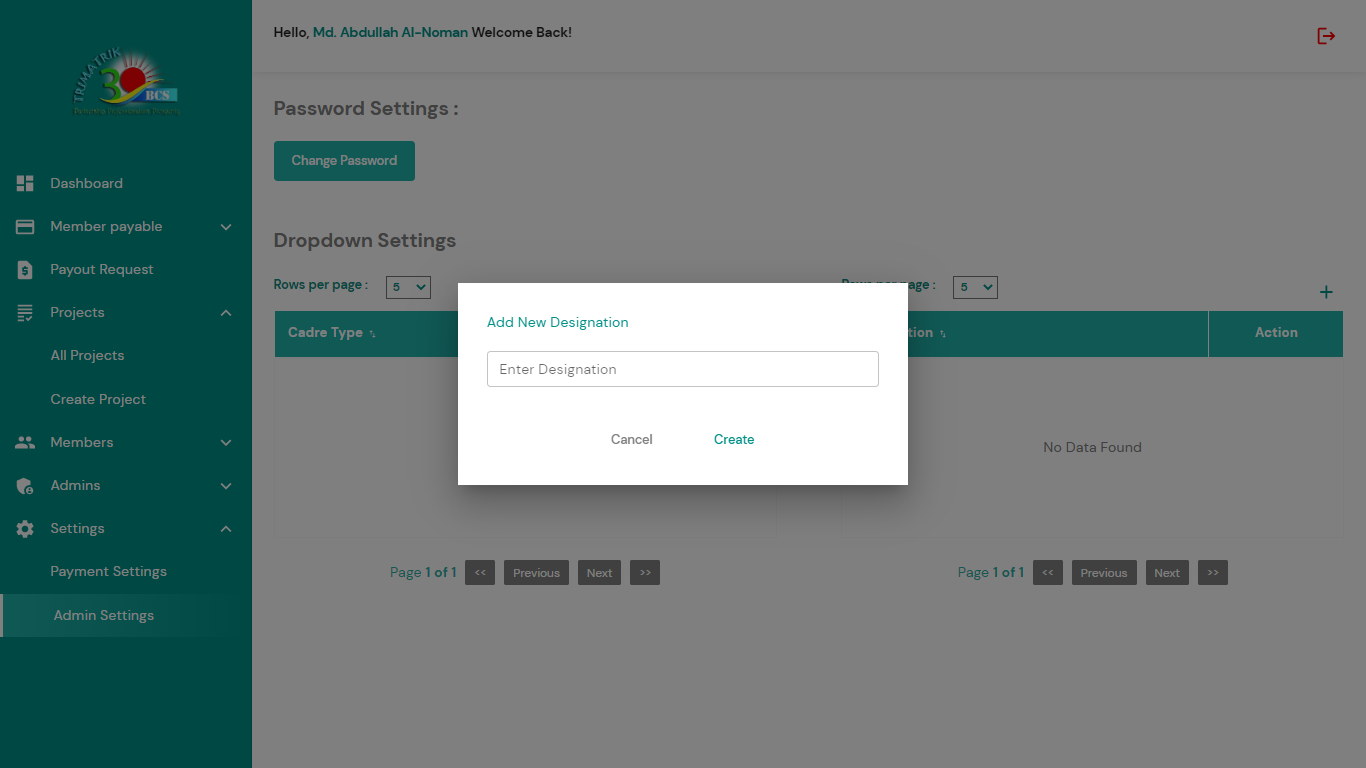 TRIMATRIK
30
BCS
Hello, Md. Abdullah Al-Noman Welcome Back!
Dashboard
Member payable
Payout Request
Projects
All Projects
Create Project
Members
Admins
Settings
Payment Settings
Admin Settings
Password Settings :
Change Password
Dropdown Settings
Rows per page : 5
Rows per page : 5 +
Cadre Type
tion
Action
No Data Found
Add New Designation
Enter Designation
Cancel Create
Page 1 of 1 << Previous Next >>
Page 1 of 1 << Previous Next >>